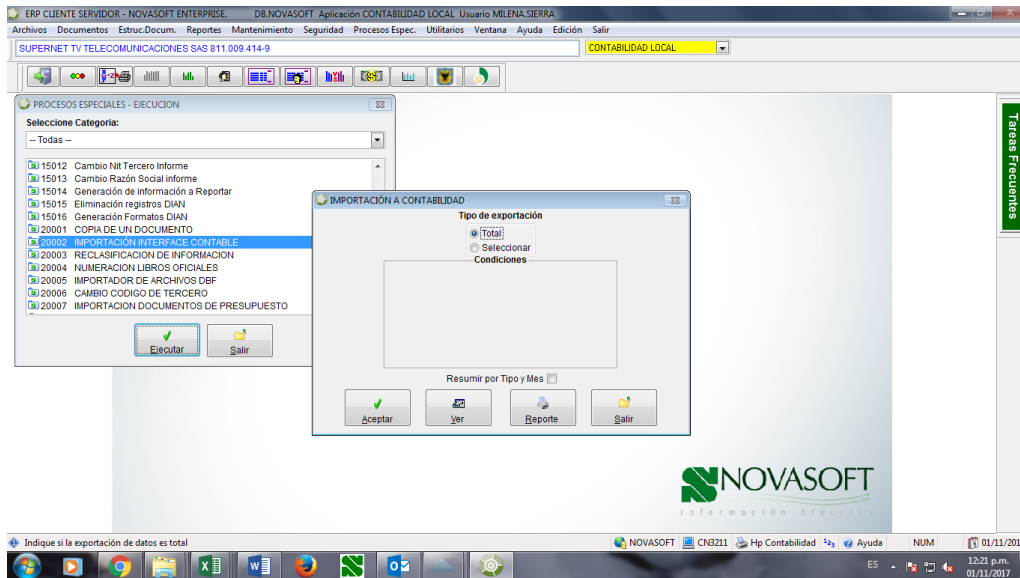 ERP CLIENTE SERVIDOR - NOVASOFT ENTERPRISE. DB.NOVASOFT Aplicación CONTABILIDAD LOCAL Usuario MILENA.SIERRA
Archivos Documentos Estruc.Docum. Reportes Mantenimiento Seguridad Procesos Espec. Utilitarios Ventana Ayuda Edición Salir
SUPERNET TV TELECOMUNICACIONES SAS 811.009.414-9
CONTABILIDAD LOCAL
PROCESOS ESPECIALES - EJECUCION
Seleccione Categoria:
-- Todas --
15012 Cambio Nit Tercero Informe
15013 Cambio Razón Social informe
15014 Generación de información a Reportar
15015 Eliminación registros DIAN
15016 Generación Formatos DIAN
20001 COPIA DE UN DOCUMENTO
20002 IMPORTACIÓN INTERFACE CONTABLE
20003 RECLASIFICACION DE INFORMACION
20004 NUMERACION LIBROS OFICIALES
20005 IMPORTADOR DE ARCHIVOS DBF
20006 CAMBIO CODIGO DE TERCERO
20007 IMPORTACION DOCUMENTOS DE PRESUPUESTO
Ejecutar
Salir
IMPORTACIÓN A CONTABILIDAD
Tipo de exportación
Total
Seleccionar
Condiciones
Resumir por Tipo y Mes
Aceptar
Ver
Reporte
Salir
Tareas Frecuentes
NOVASOFT
Información Efectiva
Indique si la exportación de datos es total
NOVASOFT CN3211 Hp Contabilidad Ayuda NUM 01/11/201
ES
12:21 p.m.
01/11/2017